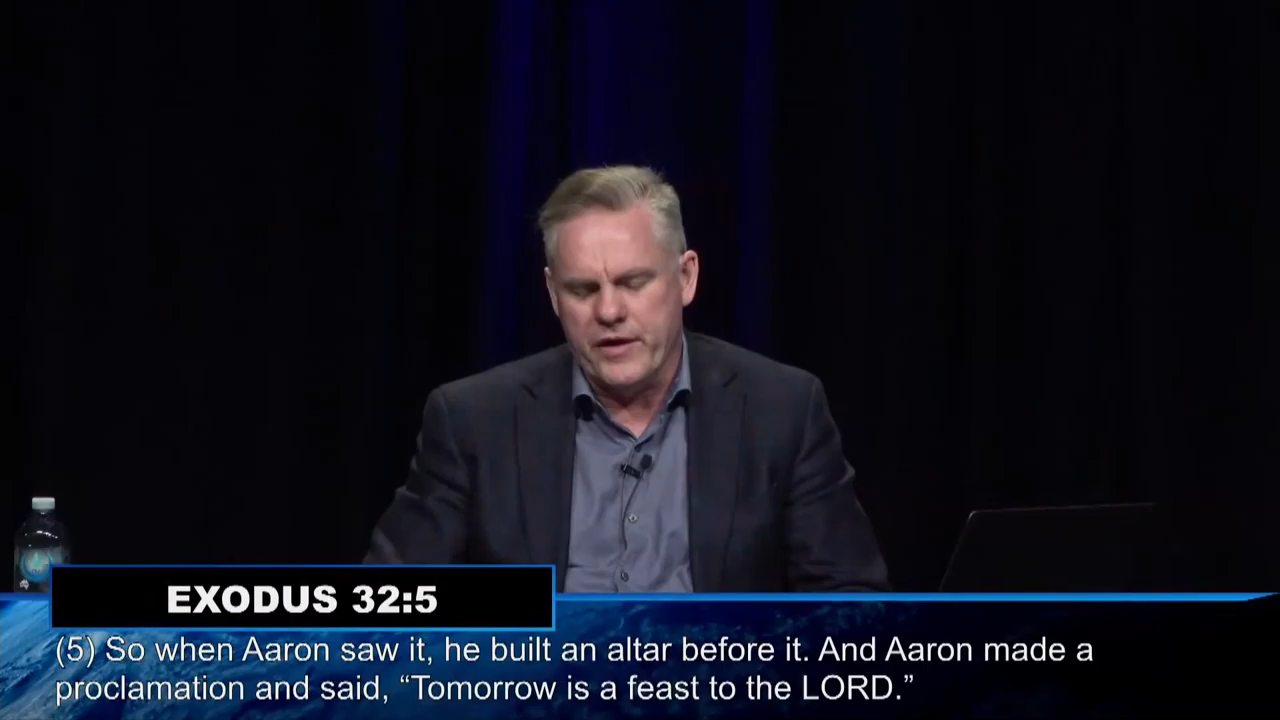 EXODUS 32:5
(5) So when Aaron saw it, he built an altar before it. And Aaron made a
proclamation and said, “Tomorrow is a feast to the LORD.”